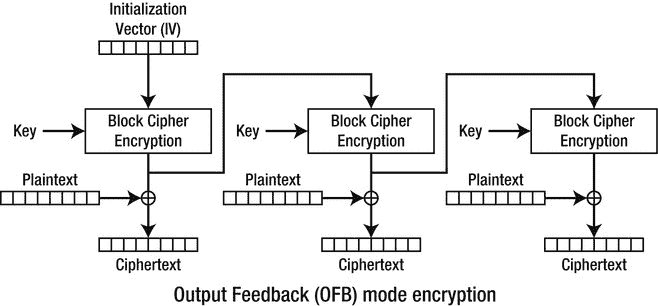 Initialization
Vector (IV)
Key
Block Cipher
Encryption
Key
Block Cipher
Encryption
Key
Block Cipher
Encryption
Plaintext
Plaintext
Plaintext
Ciphertext
Ciphertext
Ciphertext
Output Feedback (OFB) mode encryption